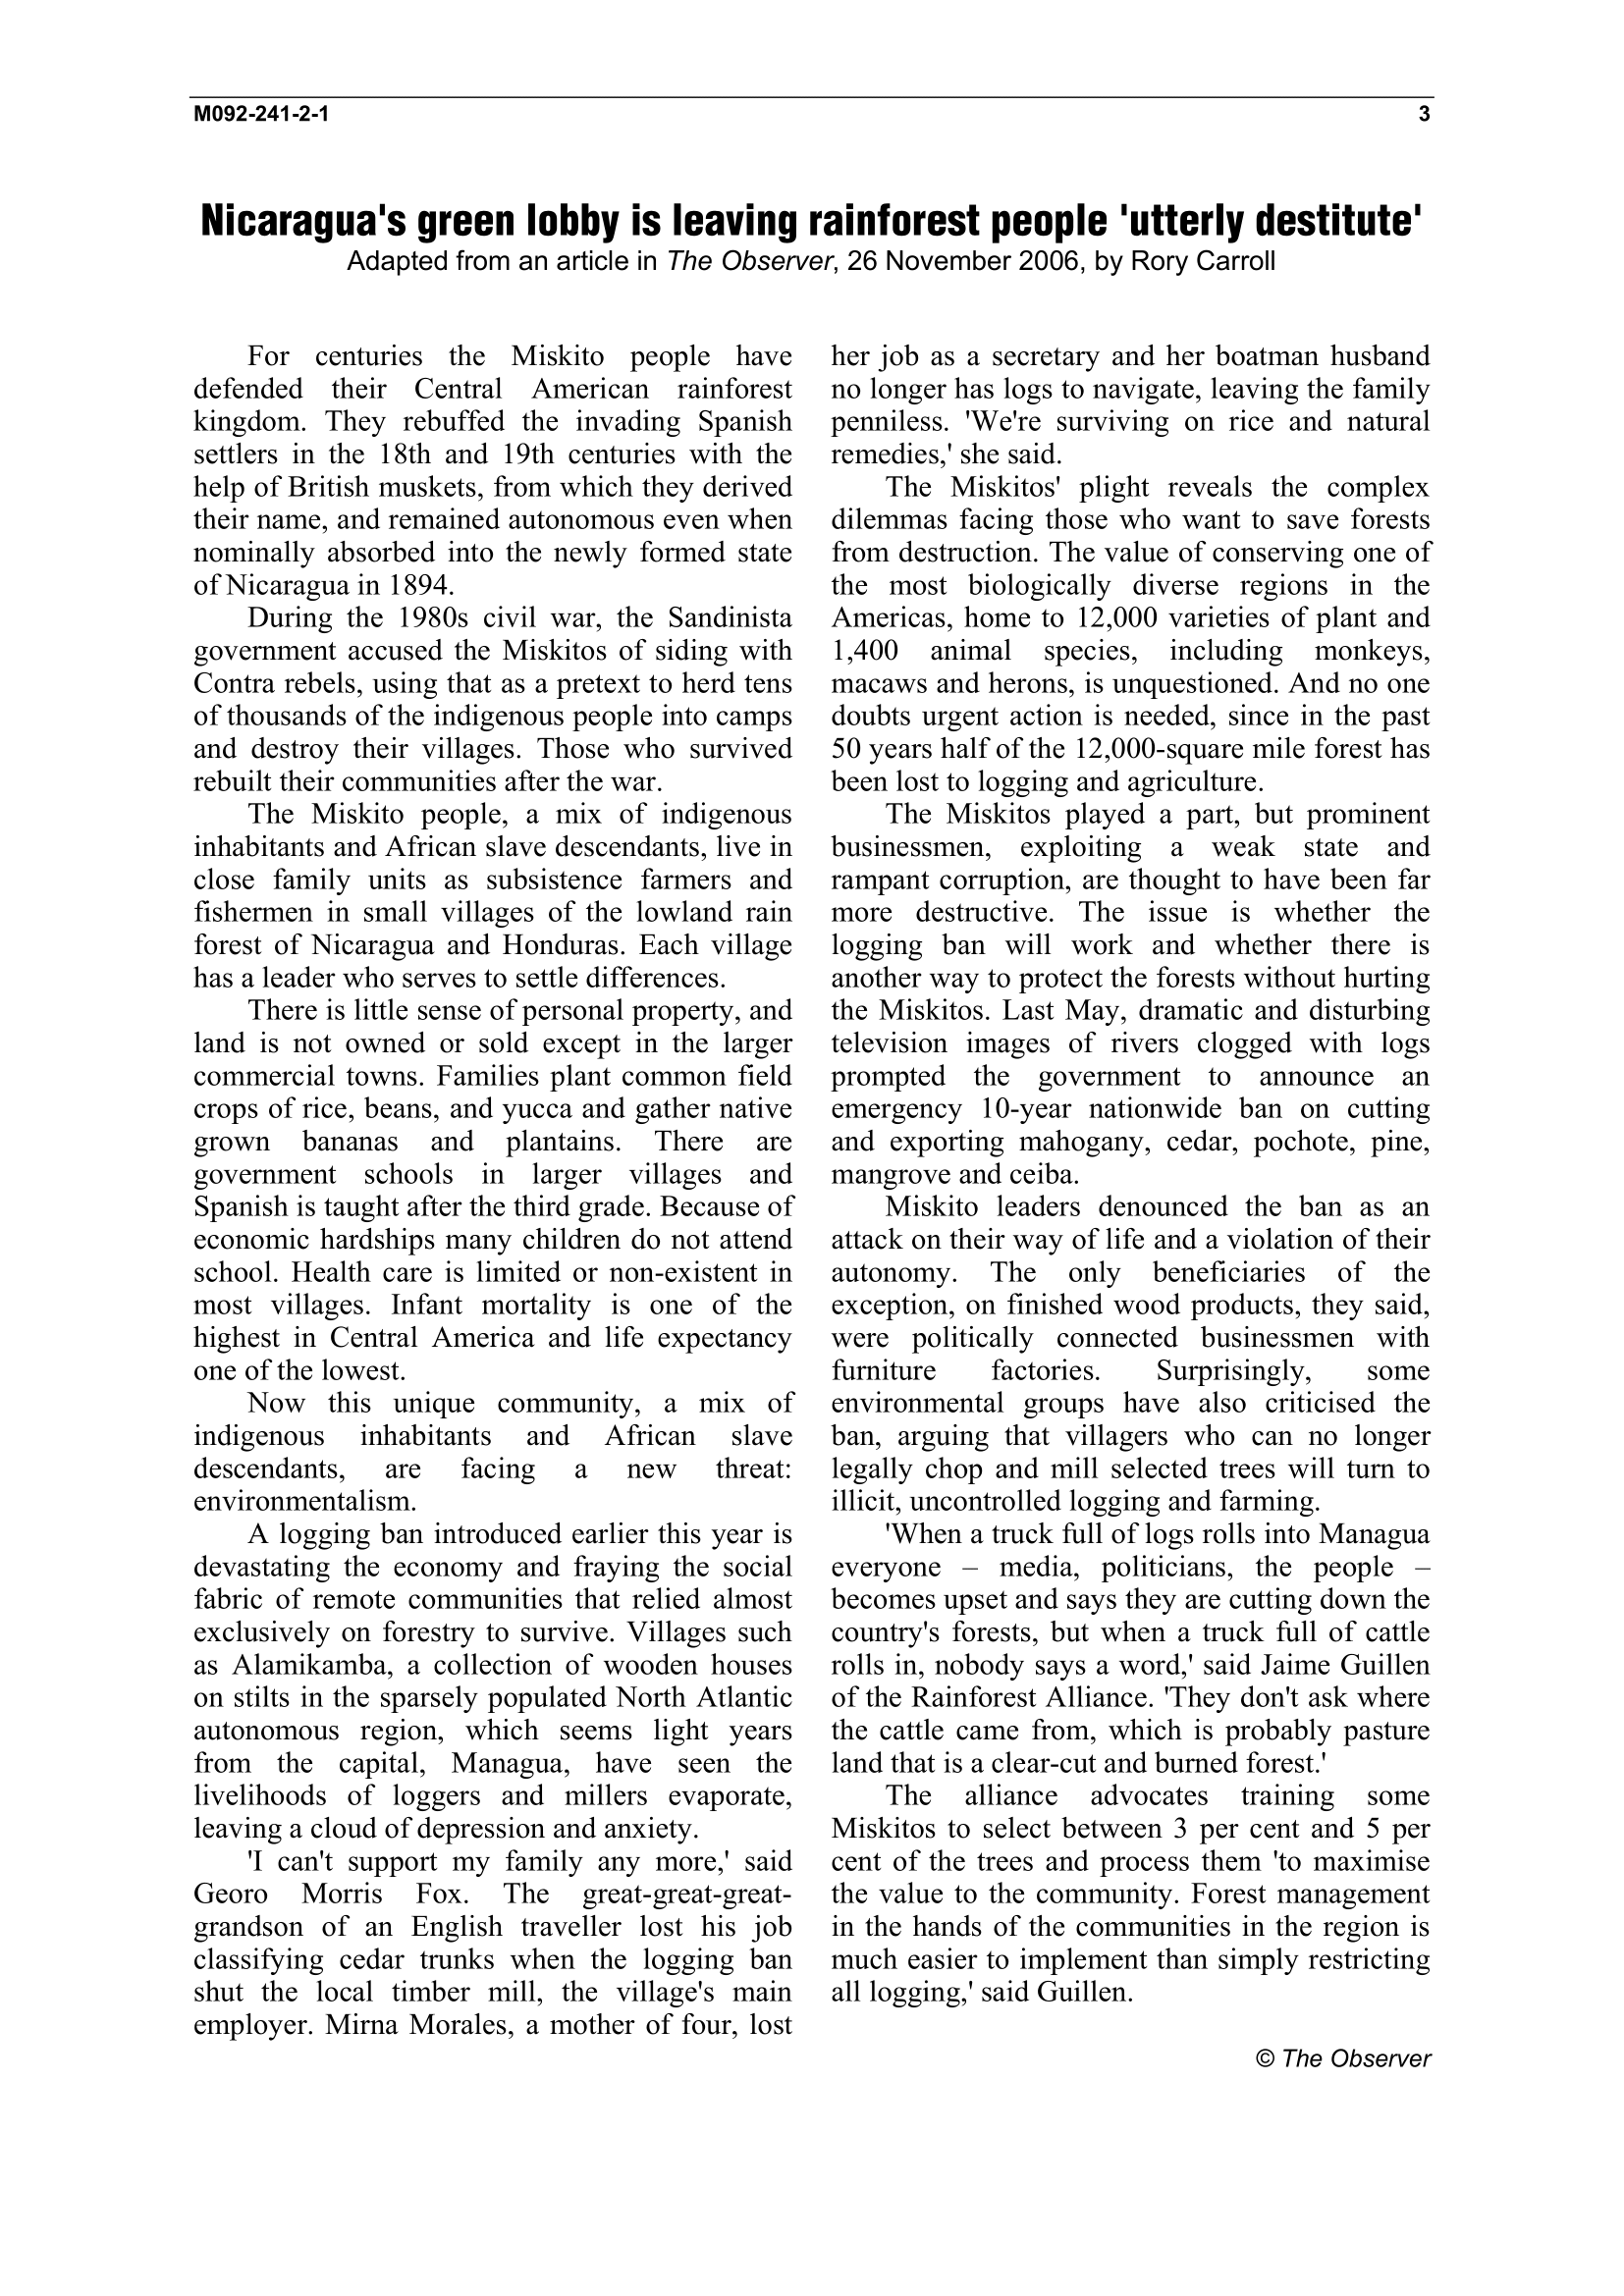 M092-241-2-1
3
Nicaragua's green lobby is leaving rainforest people 'utterly destitute'
Adapted from an article in The Observer, 26 November 2006, by Rory Carroll
For centuries the Miskito people have
defended their Central American rainforest
kingdom. They rebuffed the invading Spanish
settlers in the 18th and 19th centuries with the
help of British muskets, from which they derived
their name, and remained autonomous even when
nominally absorbed into the newly formed state
of Nicaragua in 1894.
During the 1980s civil war, the Sandinista
government accused the Miskitos of siding with
Contra rebels, using that as a pretext to herd tens
of thousands of the indigenous people into camps
and destroy their villages. Those who survived
rebuilt their communities after the war.
The Miskito people, a mix of indigenous
inhabitants and African slave descendants, live in
close family units as subsistence farmers and
fishermen in small villages of the lowland rain
forest of Nicaragua and Honduras. Each village
has a leader who serves to settle differences.
There is little sense of personal property, and
land is not owned or sold except in the larger
commercial towns. Families plant common field
crops of rice, beans, and yucca and gather native
grown bananas and plantains. There are
government schools in larger villages and
Spanish is taught after the third grade. Because of
economic hardships many children do not attend
school. Health care is limited or non-existent in
most villages. Infant mortality is one of the
highest in Central America and life expectancy
one of the lowest.
Now this unique community, a mix of
indigenous inhabitants and African slave
descendants, are facing a new threat:
environmentalism.
A logging ban introduced earlier this year is
devastating the economy and fraying the social
fabric of remote communities that relied almost
exclusively on forestry to survive. Villages such
as Alamikamba, a collection of wooden houses
on stilts in the sparsely populated North Atlantic
autonomous region, which seems light years
from the capital, Managua, have seen the
livelihoods of loggers and millers evaporate,
leaving a cloud of depression and anxiety.
'I can't support my family any more,' said
Georo Morris Fox. The great-great-great-
grandson of an English traveller lost his job
classifying cedar trunks when the logging ban
shut the local timber mill, the village's main
employer. Mirna Morales, a mother of four, lost
her job as a secretary and her boatman husband
no longer has logs to navigate, leaving the family
penniless. 'We're surviving on rice and natural
remedies,' she said.
The Miskitos' plight reveals the complex
dilemmas facing those who want to save forests
from destruction. The value of conserving one of
the most biologically diverse regions in the
Americas, home to 12,000 varieties of plant and
1,400 animal species, including monkeys,
macaws and herons, is unquestioned. And no one
doubts urgent action is needed, since in the past
50 years half of the 12,000-square mile forest has
been lost to logging and agriculture.
The Miskitos played a part, but prominent
businessmen, exploiting a weak state and
rampant corruption, are thought to have been far
more destructive. The issue is whether the
logging ban will work and whether there is
another way to protect the forests without hurting
the Miskitos. Last May, dramatic and disturbing
television images of rivers clogged with logs
prompted the government to announce an
emergency 10-year nationwide ban on cutting
and exporting mahogany, cedar, pochote, pine,
mangrove and ceiba.
Miskito leaders denounced the ban as an
attack on their way of life and a violation of their
autonomy. The only beneficiaries of the
exception, on finished wood products, they said,
were politically connected businessmen with
furniture factories. Surprisingly, some
environmental groups have also criticised the
ban, arguing that villagers who can no longer
legally chop and mill selected trees will turn to
illicit, uncontrolled logging and farming.
'When a truck full of logs rolls into Managua
everyone – media, politicians, the people –
becomes upset and says they are cutting down the
country's forests, but when a truck full of cattle
rolls in, nobody says a word,' said Jaime Guillen
of the Rainforest Alliance. 'They don't ask where
the cattle came from, which is probably pasture
land that is a clear-cut and burned forest.'
The alliance advocates training some
Miskitos to select between 3 per cent and 5 per
cent of the trees and process them 'to maximise
the value to the community. Forest management
in the hands of the communities in the region is
much easier to implement than simply restricting
all logging,' said Guillen.
© The Observer